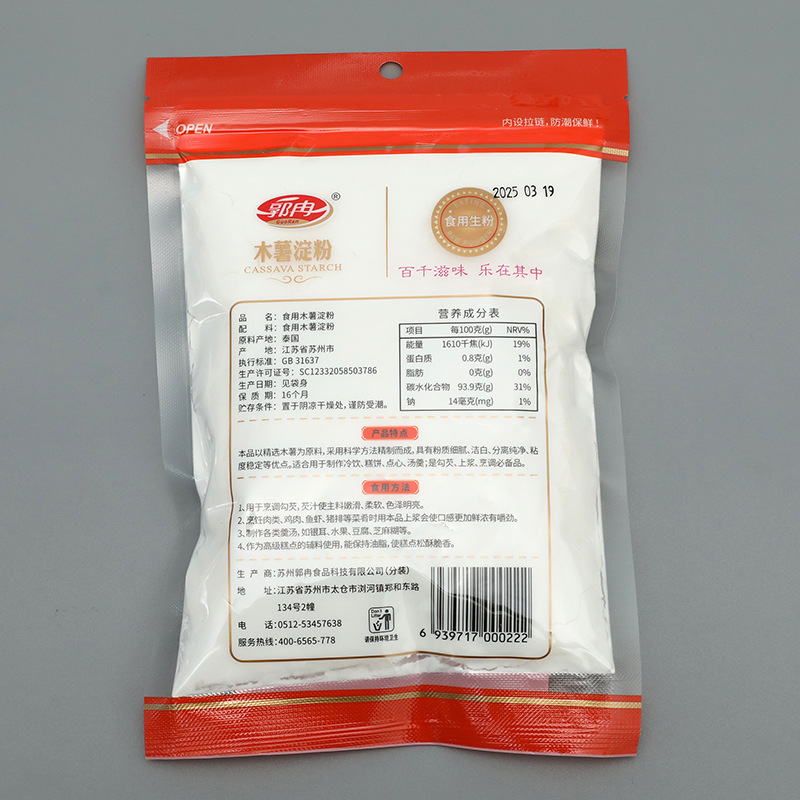 OPEN
内设拉链,防潮保鲜!
郭冉®
GuoRan
木薯淀粉
CASSAVA STARCH
2025 03 19
食用生粉
百千滋味 乐在其中
品 名: 食用木薯淀粉
配 料: 食用木薯淀粉
原料产地: 泰国
产 地: 江苏省苏州市
执行标准: GB 31637
生产许可证号: SC12332058503786
生产日期: 见袋身
保 质 期: 16个月
贮存条件: 置于阴凉干燥处, 谨防受潮。
营养成分表
项目 每100克(g) NRV%
能量 1610千焦(kJ) 19%
蛋白质 0.8克(g) 1%
脂肪 0克(g) 0%
碳水化合物 93.9克(g) 31%
钠 14毫克(mg) 1%
产品特点
本品以精选木薯为原料, 采用科学方法精制而成, 具有粉质细腻、洁白、分离纯净、粘
度稳定等优点。适合用于制作冷饮、糕饼、点心、汤羹; 是勾芡、上浆、烹调必备品。
食用方法
1、用于烹调勾芡, 芡汁使主料嫩滑、柔软、色泽明亮。
2、烹饪肉类、鸡肉、鱼虾、猪排等菜肴时用本品上浆会使口感更加鲜浓有嚼劲。
3、制作各类羹汤, 如银耳、水果、豆腐、芝麻糊等。
4、作为高级糕点的辅料使用, 能保持油脂, 使糕点松酥脆香。
生 产 商: 苏州郭冉食品科技有限公司(分装)
地 址: 江苏省苏州市太仓市浏河镇郑和东路
134号2幢
电 话: 0512-53457638
服务热线: 400-6565-778
Don't
Litter
请保持环境卫生
6 939717 000222